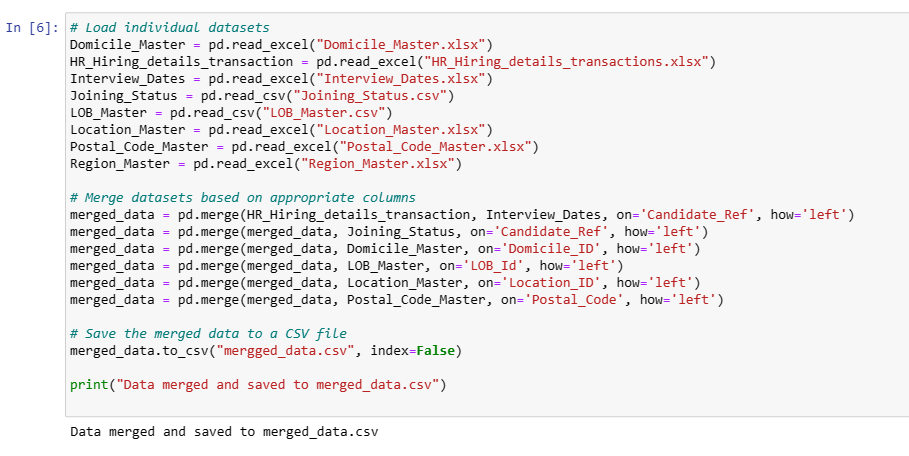 In [6]: # Load individual datasets
Domicile_Master = pd.read_excel("Domicile_Master.xlsx")
HR_Hiring_details_transaction = pd.read_excel("HR_Hiring_details_transactions.xlsx")
Interview_Dates = pd.read_excel("Interview_Dates.xlsx")
Joining_Status = pd.read_csv("Joining_Status.csv")
LOB_Master = pd.read_csv("LOB_Master.csv")
Location_Master = pd.read_excel("Location_Master.xlsx")
Postal_Code_Master = pd.read_excel("Postal_Code_Master.xlsx")
Region_Master = pd.read_excel("Region_Master.xlsx")
# Merge datasets based on appropriate columns
merged_data = pd.merge(HR_Hiring_details_transaction, Interview_Dates, on='Candidate_Ref', how='left')
merged_data = pd.merge(merged_data, Joining_Status, on='Candidate_Ref', how='left')
merged_data = pd.merge(merged_data, Domicile_Master, on='Domicile_ID', how='left')
merged_data = pd.merge(merged_data, LOB_Master, on='LOB_Id', how='left')
merged_data = pd.merge(merged_data, Location_Master, on='Location_ID', how='left')
merged_data = pd.merge(merged_data, Postal_Code_Master, on='Postal_Code', how='left')
# Save the merged data to a CSV file
merged_data.to_csv("mergged_data.csv", index=False)
print("Data merged and saved to merged_data.csv")
Data merged and saved to merged_data.csv